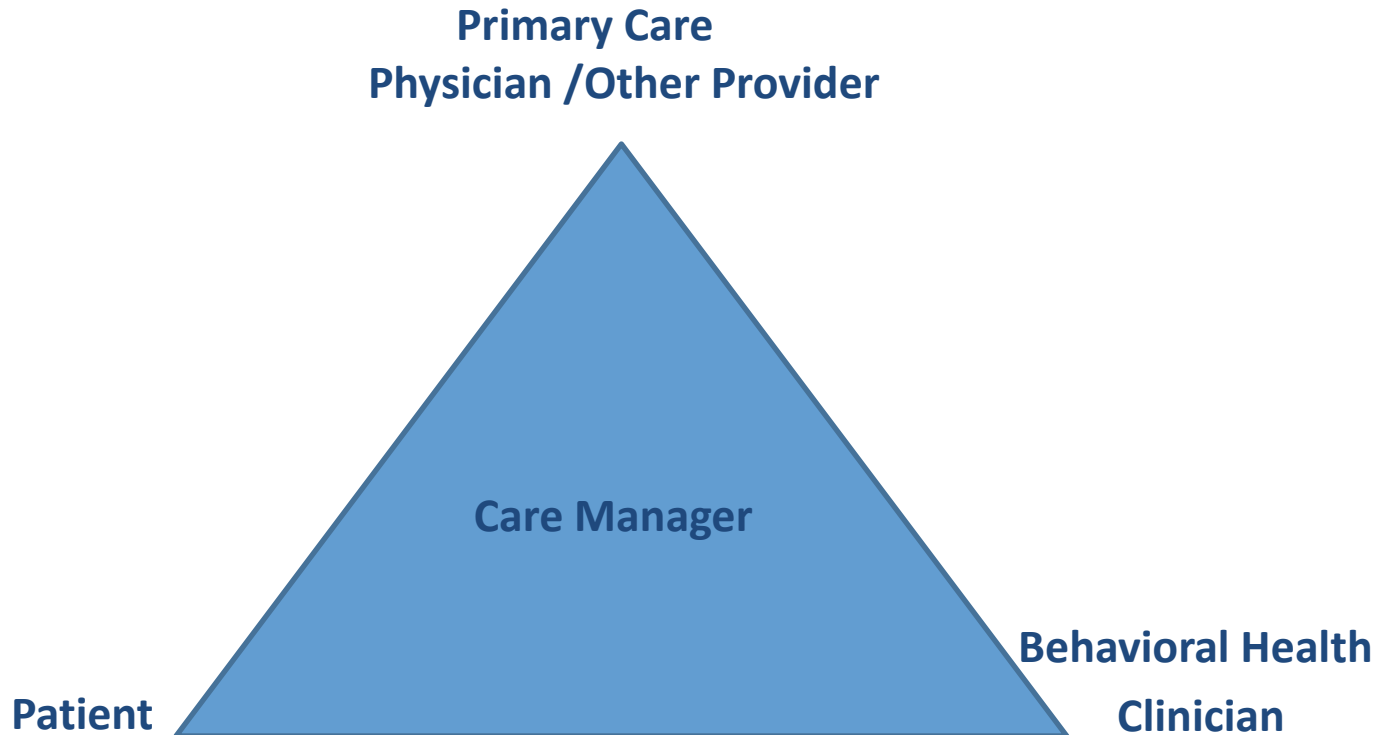 Primary Care
Physician /Other Provider
Care Manager
Behavioral Health
Clinician
Patient